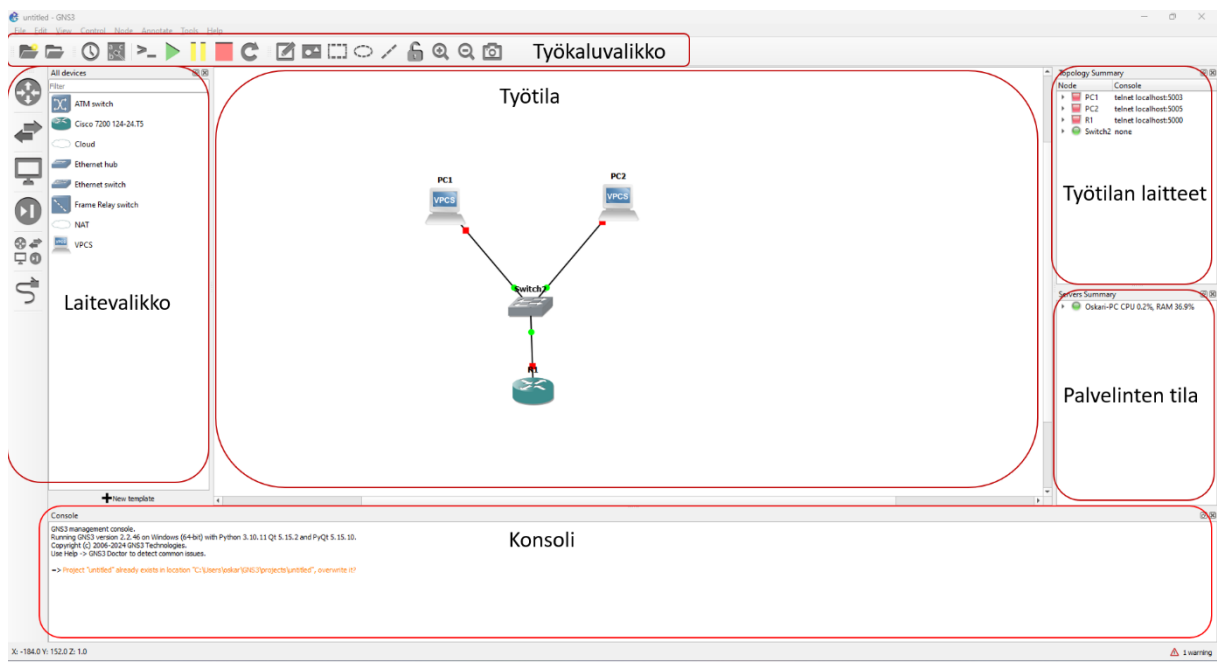 untitled - GNS3
File Edit View Control Node Annotate Tools Help
Työkaluvalikko
All devices
Filter
ATM switch
Cisco 7200 124-24.T5
Cloud
Ethernet hub
Ethernet switch
Frame Relay switch
NAT
VPCS
Laitevalikko
New template
Työtila
PC1
VPCS
PC2
VPCS
Switch2
R1
Topology Summary
Node Console
PC1 telnet localhost:5003
PC2 telnet localhost:5005
R1 telnet localhost:5000
Switch2 none
Työtilan laitteet
Servers Summary
Oskari-PC CPU 0.2%, RAM 36.9%
Palvelinten tila
Console
GNS3 management console.
Running GNS3 version 2.2.46 on Windows (64-bit) with Python 3.10.11 Qt 5.15.2 and PyQt 5.15.10.
Copyright (c) 2006-2024 GNS3 Technologies.
Use Help -> GNS3 Doctor to detect common issues.
=> Project "untitled" already exists in location "C:\Users\oskar\GNS3\projects\untitled", overwrite it?
Konsoli
X: -184.0 Y: 152.0 Z: 1.0
1 warning